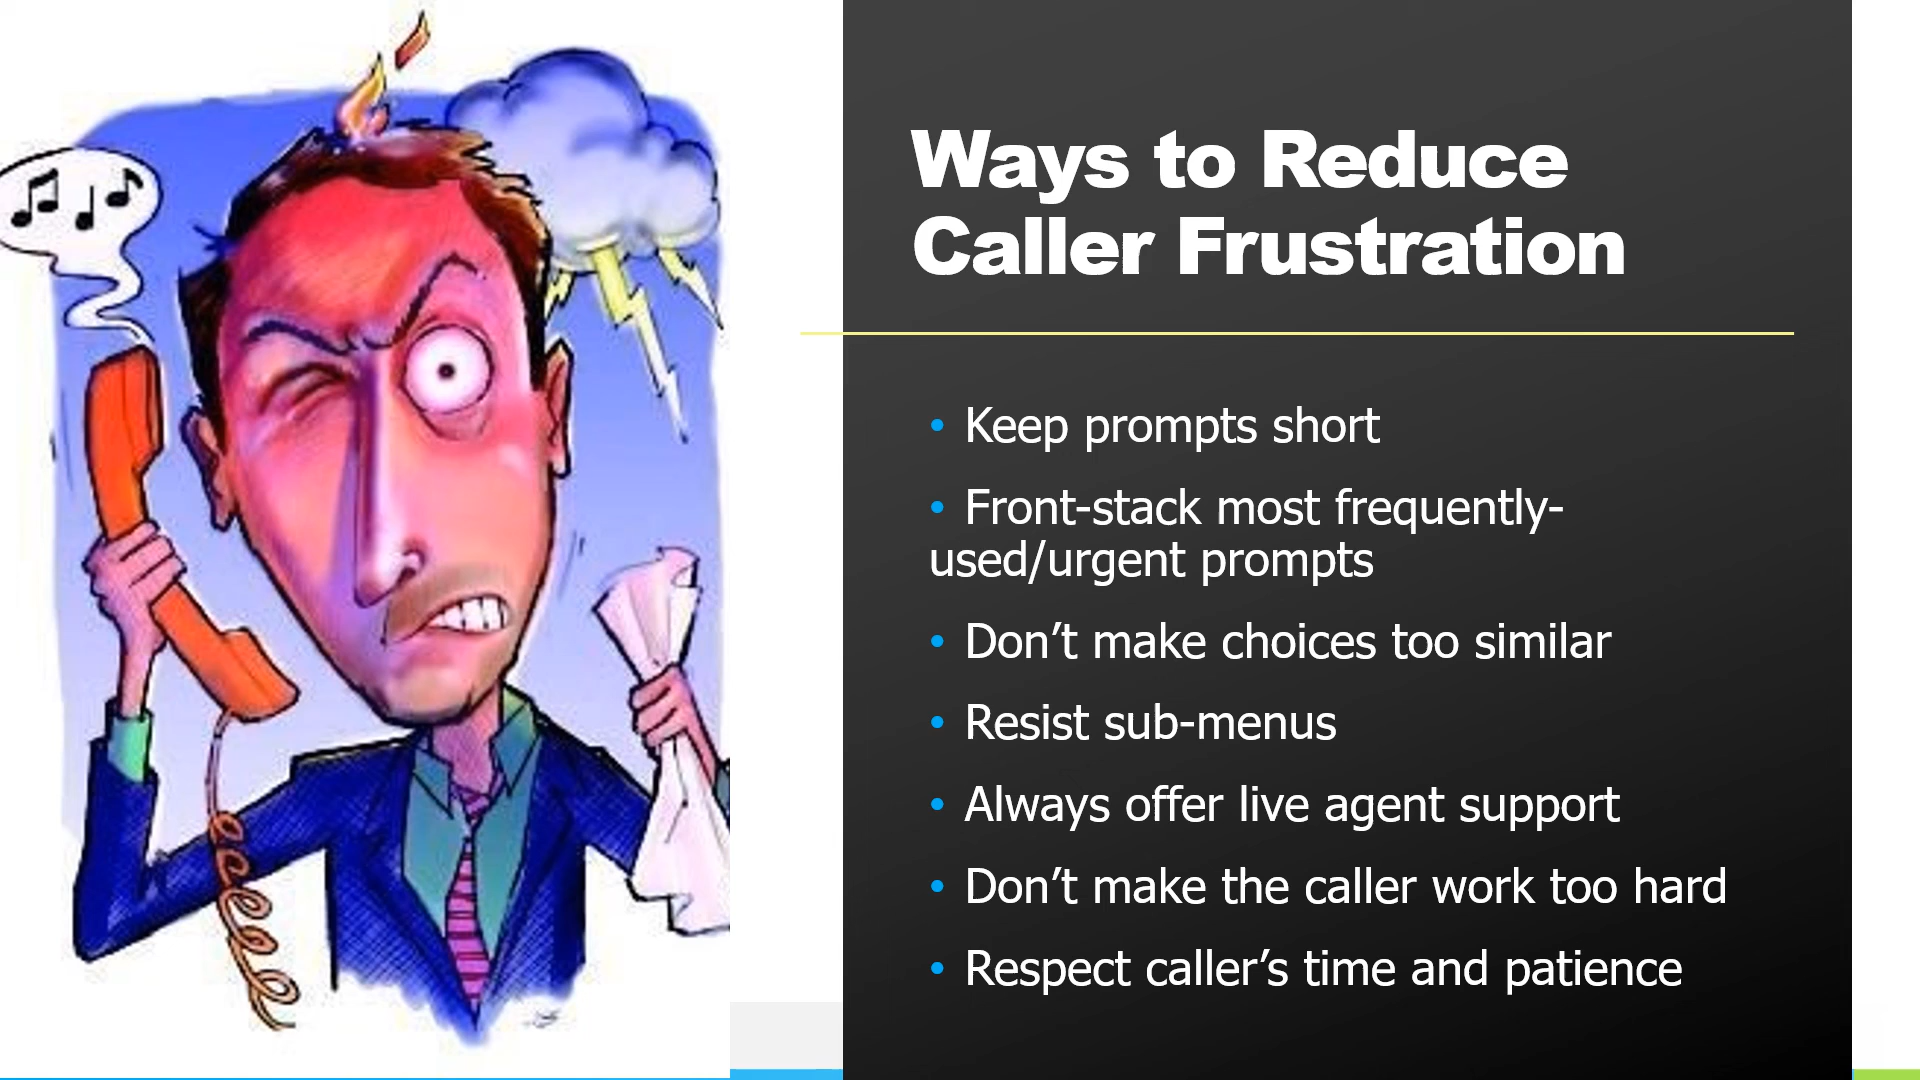 Ways to Reduce
Caller Frustration
• Keep prompts short
• Front-stack most frequently-
used/urgent prompts
• Don’t make choices too similar
• Resist sub-menus
• Always offer live agent support
• Don’t make the caller work too hard
• Respect caller’s time and patience